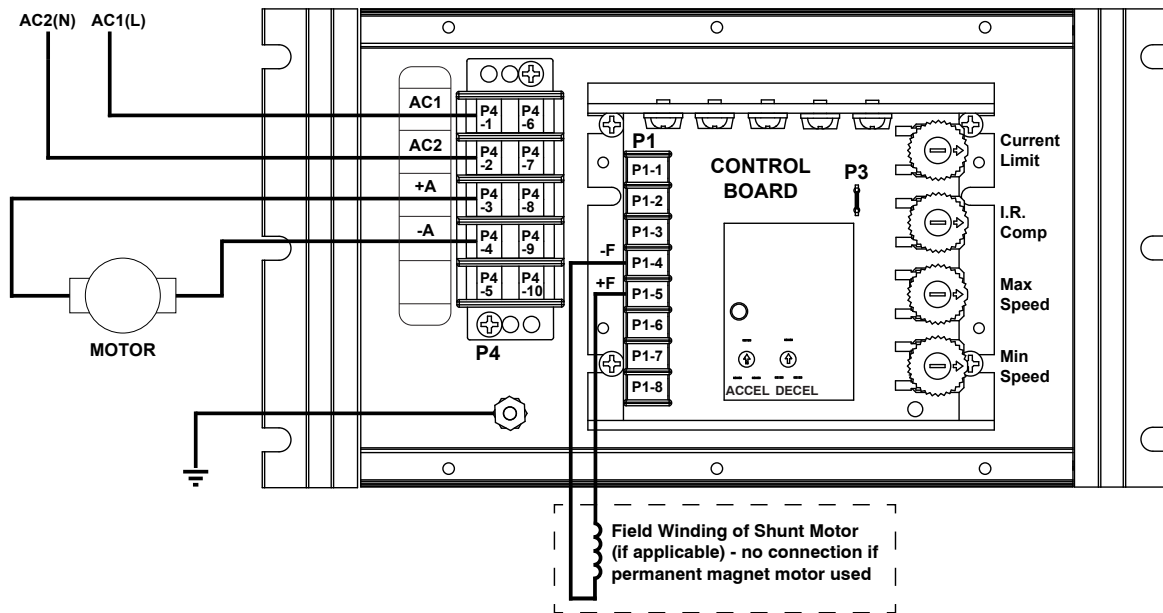 AC2(N) AC1(L)
AC1
AC2
+A
-A
P4
-1
P4
-6
P4
-2
P4
-7
P4
-3
P4
-8
P4
-4
P4
-9
P4
-5
P4
-10
P4
MOTOR
P1
P1-1
P1-2
P1-3
P1-4
P1-5
P1-6
P1-7
P1-8
-F
+F
CONTROL
BOARD
P3
ACCEL DECEL
Current
Limit
I.R.
Comp
Max
Speed
Min
Speed
Field Winding of Shunt Motor
(if applicable) - no connection if
permanent magnet motor used